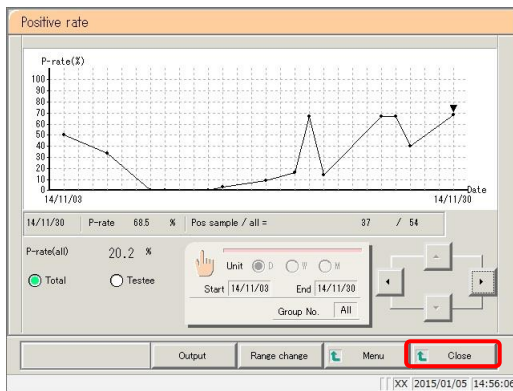 Positive rate
P-rate(%)
100
90
80
70
60
50
40
30
20
10
0
Date
14/11/03 14/11/30
14/11/30 P-rate 68.5 % Pos sample / all = 37 / 54
P-rate(all) 20.2 %
Total Testee
Unit D W M
Start 14/11/03 End 14/11/30
Group No. All
Output Range change Menu Close
XX 2015/01/05 14:56:06